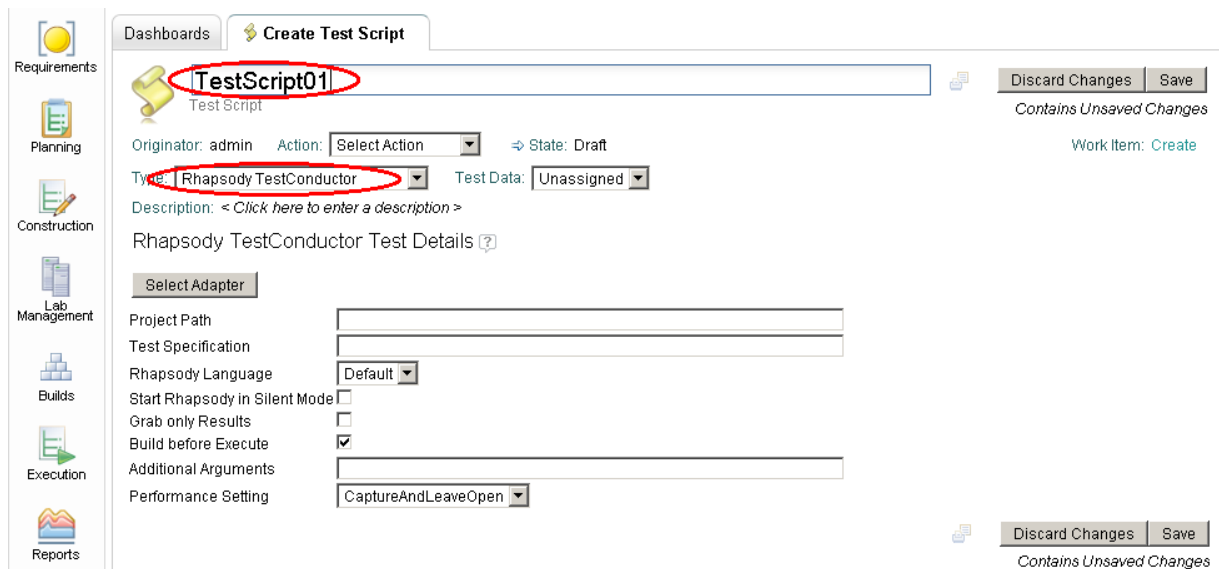 Requirements
Planning
Construction
Lab
Management
Builds
Execution
Reports
Dashboards Create Test Script
TestScript01 Discard Changes Save
Test Script Contains Unsaved Changes
Originator: admin Action: Select Action State: Draft Work Item: Create
Type: Rhapsody TestConductor Test Data: Unassigned
Description: < Click here to enter a description >
Rhapsody TestConductor Test Details ?
Select Adapter
Project Path
Test Specification
Rhapsody Language Default
Start Rhapsody in Silent Mode
Grab only Results
Build before Execute
Additional Arguments
Performance Setting CaptureAndLeaveOpen
Discard Changes Save
Contains Unsaved Changes